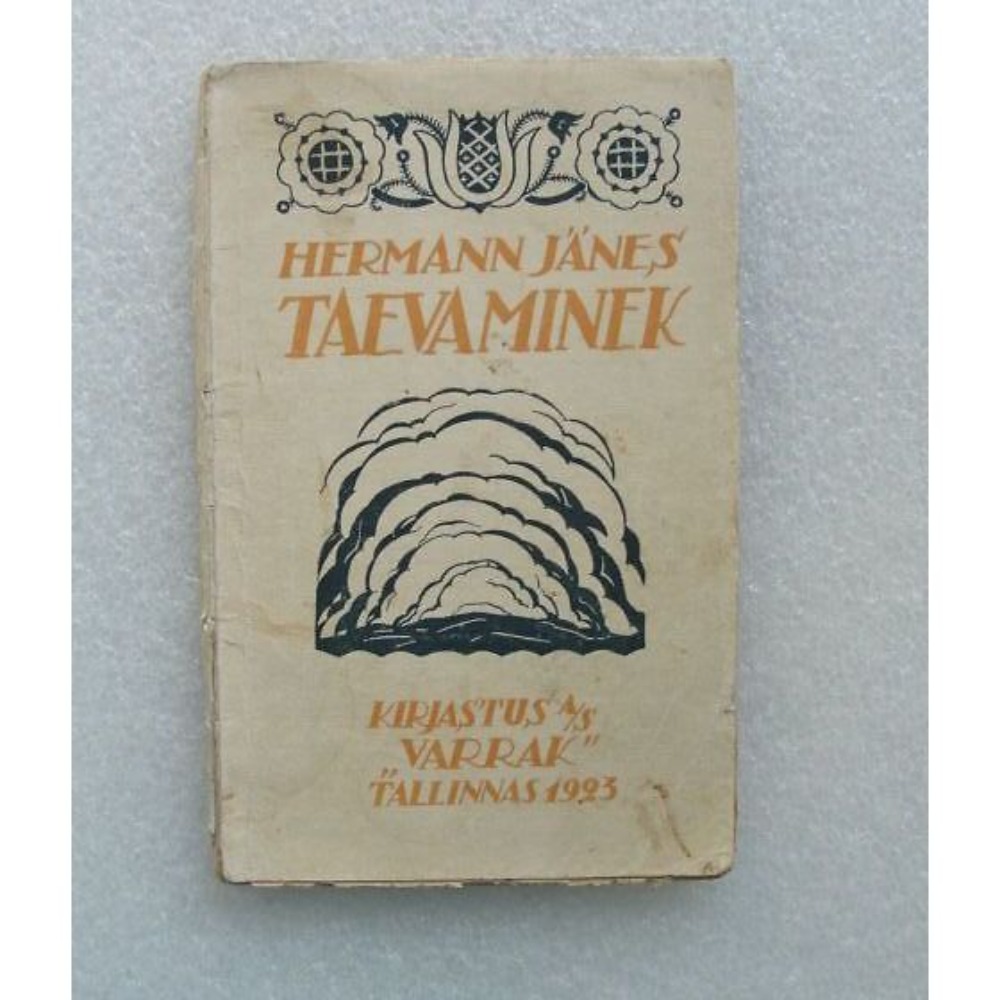 HERMANN JÄNES
TAEVAMINEK
KIRJASTUS A/S
VARRAK"
"TALLINNAS 1923